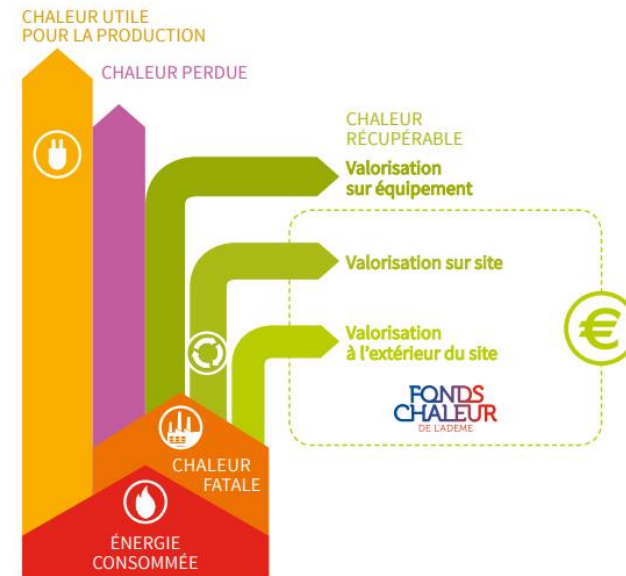 CHALEUR UTILE
POUR LA PRODUCTION
CHALEUR PERDUE
CHALEUR
RÉCUPÉRABLE
Valorisation
sur équipement
Valorisation sur site
Valorisation
à l'extérieur du site
€
FONDS
CHALEUR
DE L'ADEME
CHALEUR
FATALE
ÉNERGIE
CONSOMMÉE